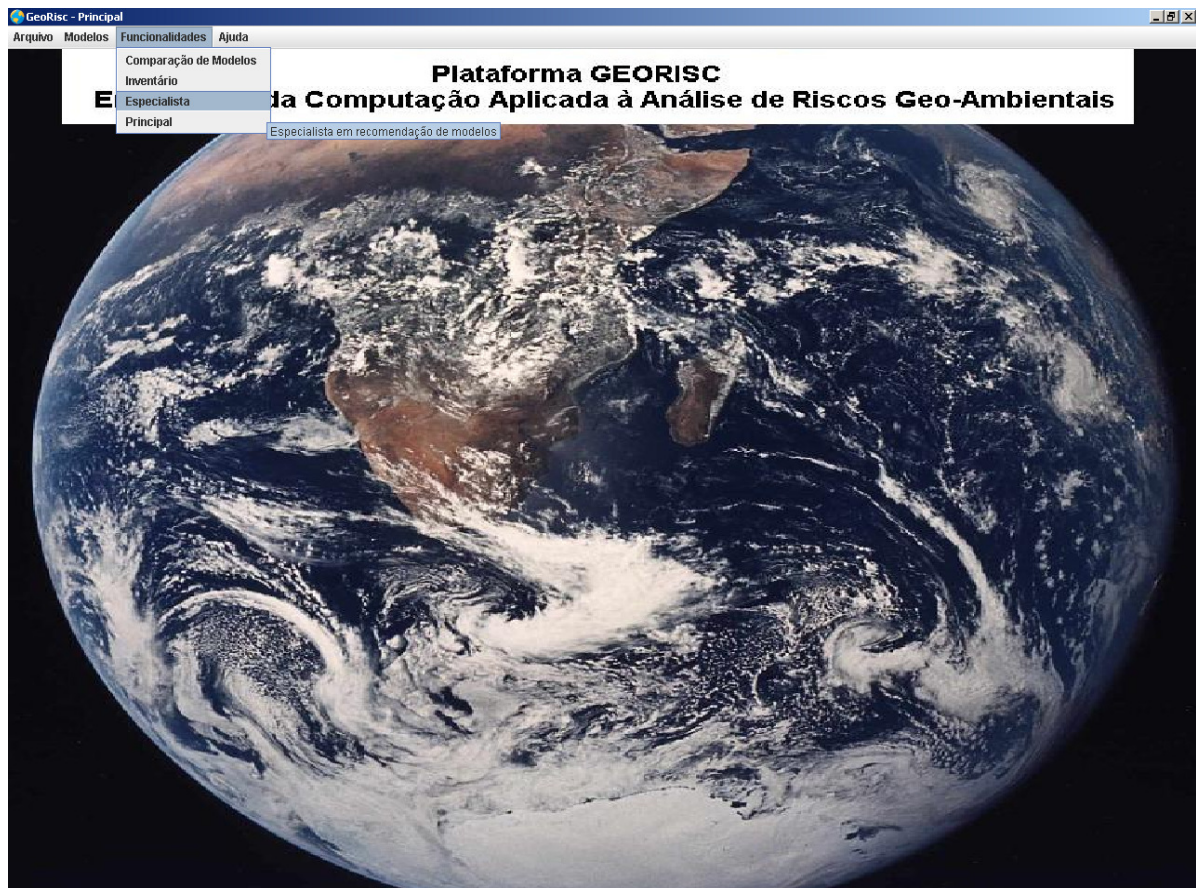 GeoRisc - Principal
Arquivo Modelos Funcionalidades Ajuda
Comparação de Modelos
Inventário
Especialista
Principal
Especialista em recomendação de modelos
Plataforma GEORISC
Computação Aplicada à Análise de Riscos Geo-Ambientais